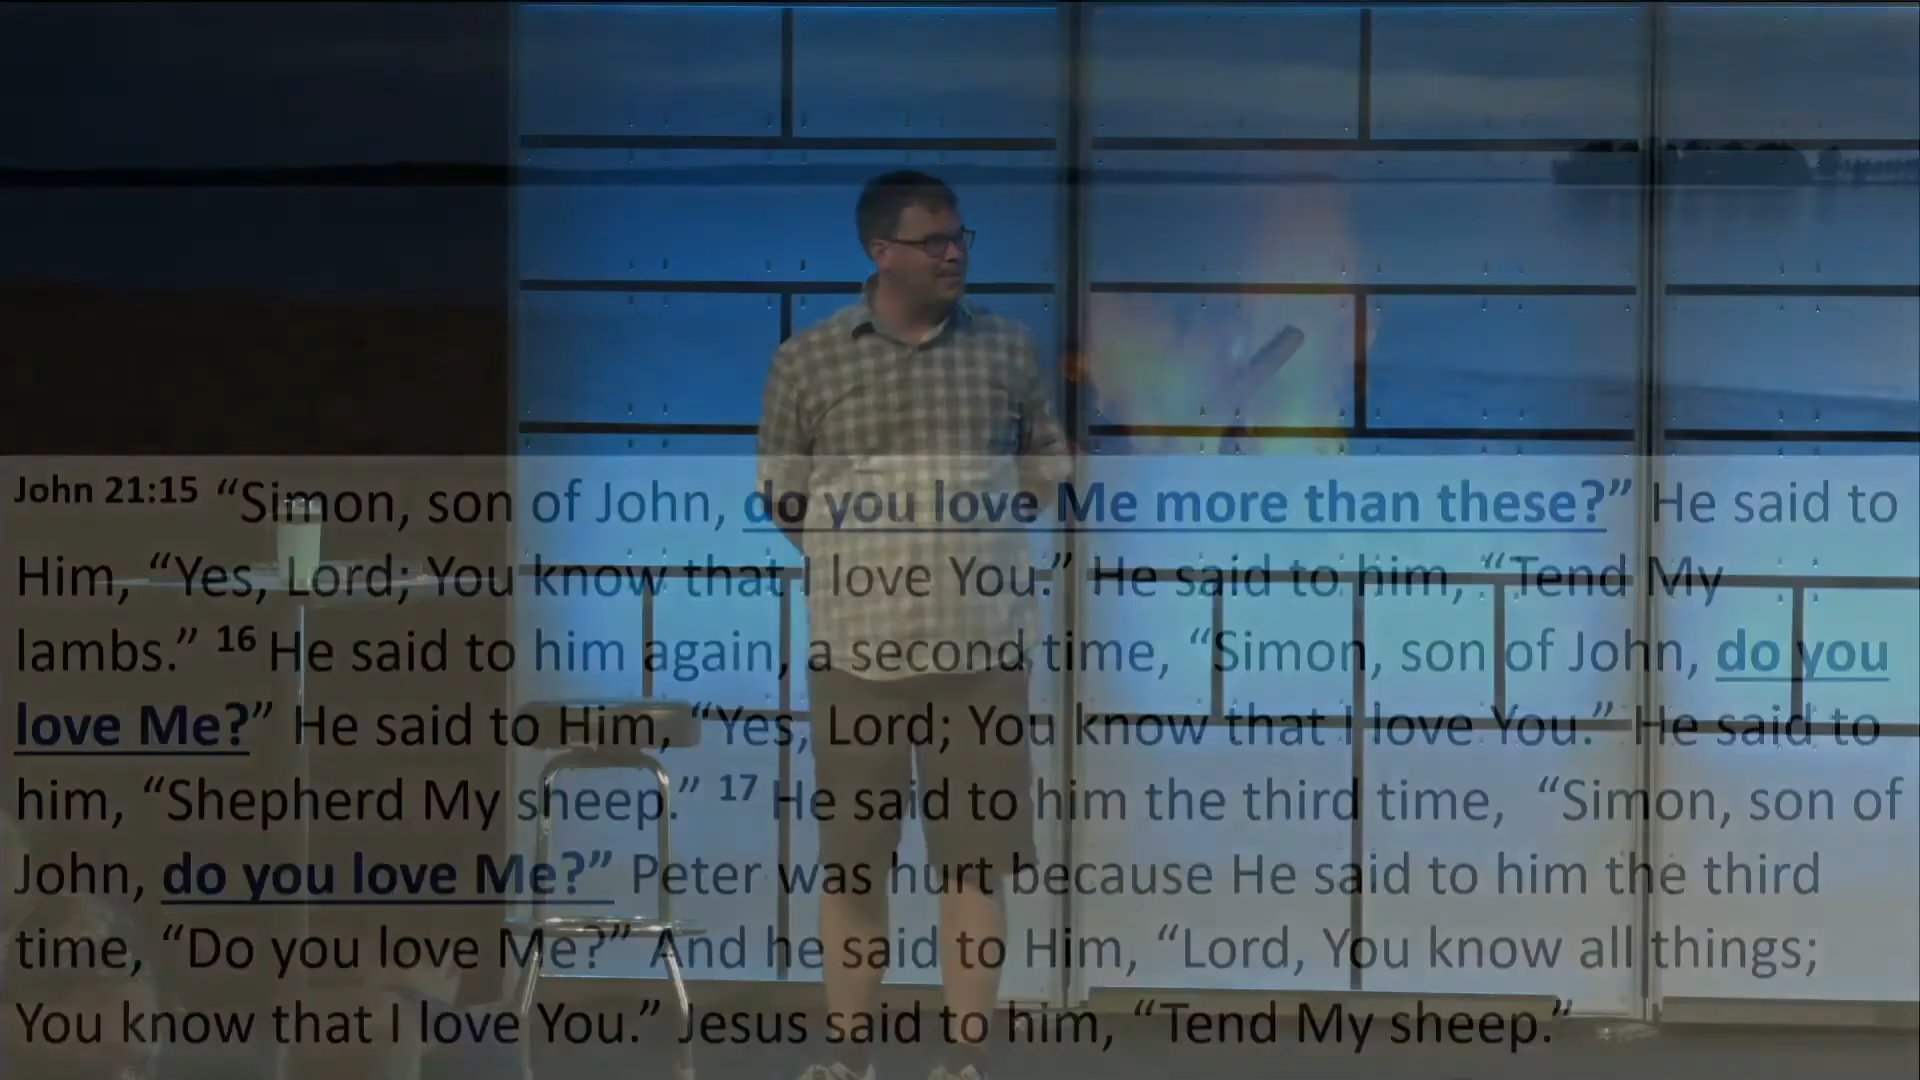 John 21:15 “Simon, son of John, do you love Me more than these?” He said to
Him, “Yes, Lord; You know that I love You.” He said to him, “Tend My
lambs.” 16 He said to him again, a second time, “Simon, son of John, do you
love Me?” He said to Him, “Yes, Lord; You know that I love You.” He said to
him, “Shepherd My sheep.” 17 He said to him the third time, “Simon, son of
John, do you love Me?” Peter was hurt because He said to him the third
time, “Do you love Me?” And he said to Him, “Lord, You know all things;
You know that I love You.” Jesus said to him, “Tend My sheep.”